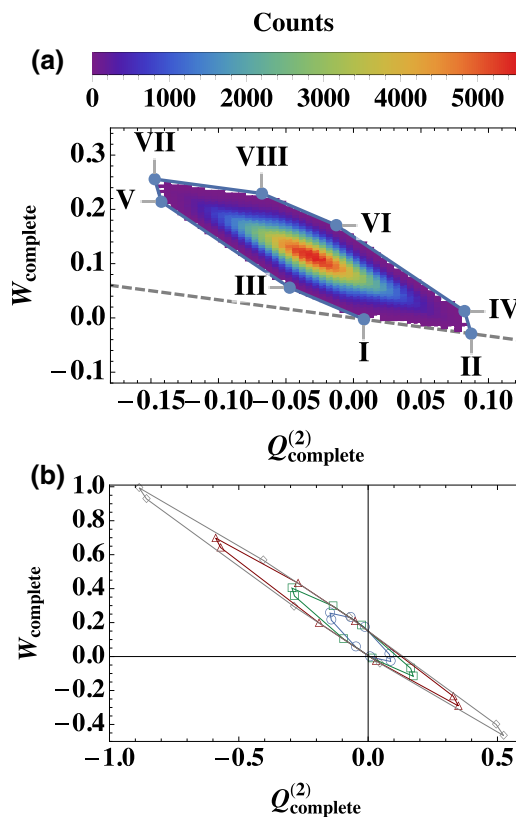 Counts
(a)
0 1000 2000 3000 4000 5000
0.3
0.2
0.1
0.0
−0.1
W_complete
VII
VIII
V
VI
III
IV
I
II
−0.15 −0.10 −0.05 0.00 0.05 0.10
Q^(2)_complete
(b)
1.0
0.8
0.6
0.4
0.2
0.0
−0.2
−0.4
W_complete
−1.0 −0.5 0.0 0.5
Q^(2)_complete